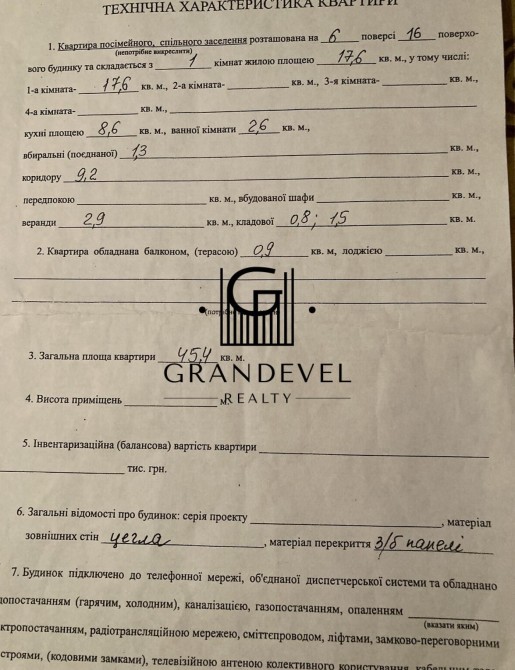 ТЕХНІЧНА ХАРАКТЕРИСТИКА КВАРТИРИ
1. Квартира посімейного, спільного заселення розташована на 6 поверсі 16 поверхо-
(непотрібне викреслити)
вого будинку та складається з 1 кімнат жилою площею 17,6 кв. м., у тому числі:
1-а кімната- 17,6 кв. м., 2-а кімната- кв. м., 3-я кімната- кв. м.,
4-а кімната- кв. м.,
кухні площею 8,6 кв. м., ванної кімнати 2,6 кв. м.,
вбиральні (поєднаної) 1,3 кв. м.,
коридору 9,2 кв. м.,
передпокою кв. м., вбудованої шафи кв. м.,
веранди 2,9 кв. м., кладової 0,8; 1,5 кв. м.
2. Квартира обладнана балконом, (терасою) 0,9 кв. м, лоджією кв. м.,
3. Загальна площа квартири 45,4 кв. м.
GRANDEVEL
4. Висота приміщень м.
REALTY
5. Інвентаризаційна (балансова) вартість квартири
тис. грн.
6. Загальні відомості про будинок: серія проекту , матеріал
зовнішних стін цегла , матеріал перекриття з/б панелі
7. Будинок підключено до телефонної мережі, об'єднаної диспетчерської системи та обладнано
допостачанням (гарячим, холодним), каналізацією, газопостачанням, опаленням
(вказати яким)
ктропостачанням, радіотрансляційною мережею, сміттєпроводом, ліфтами, замково-переговорними
строями, (кодовими замками), телевізійною антеною колективного користування, кабельним